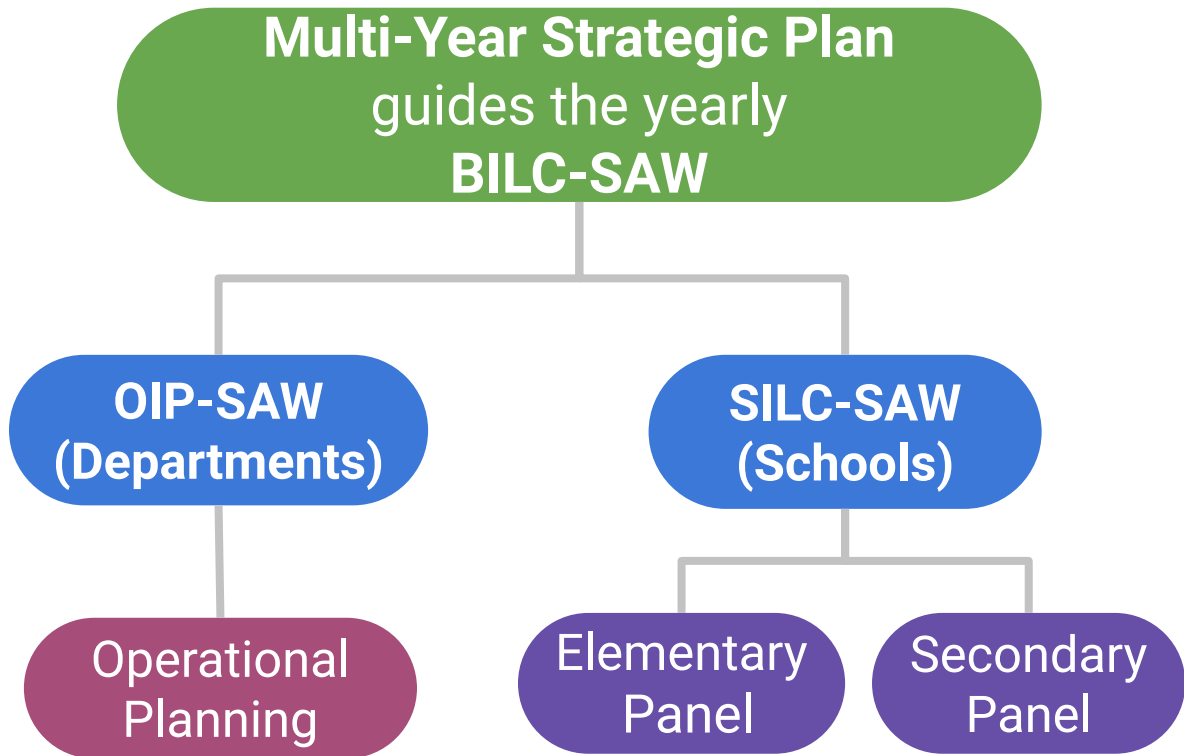 Multi-Year Strategic Plan
guides the yearly
BILC-SAW
OIP-SAW
(Departments)
SILC-SAW
(Schools)
Operational
Planning
Elementary
Panel
Secondary
Panel